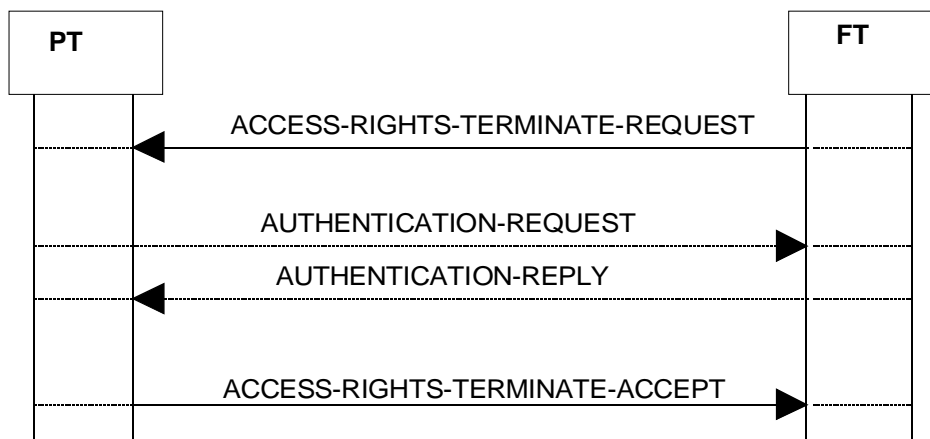 PT
FT
ACCESS-RIGHTS-TERMINATE-REQUEST
AUTHENTICATION-REQUEST
AUTHENTICATION-REPLY
ACCESS-RIGHTS-TERMINATE-ACCEPT